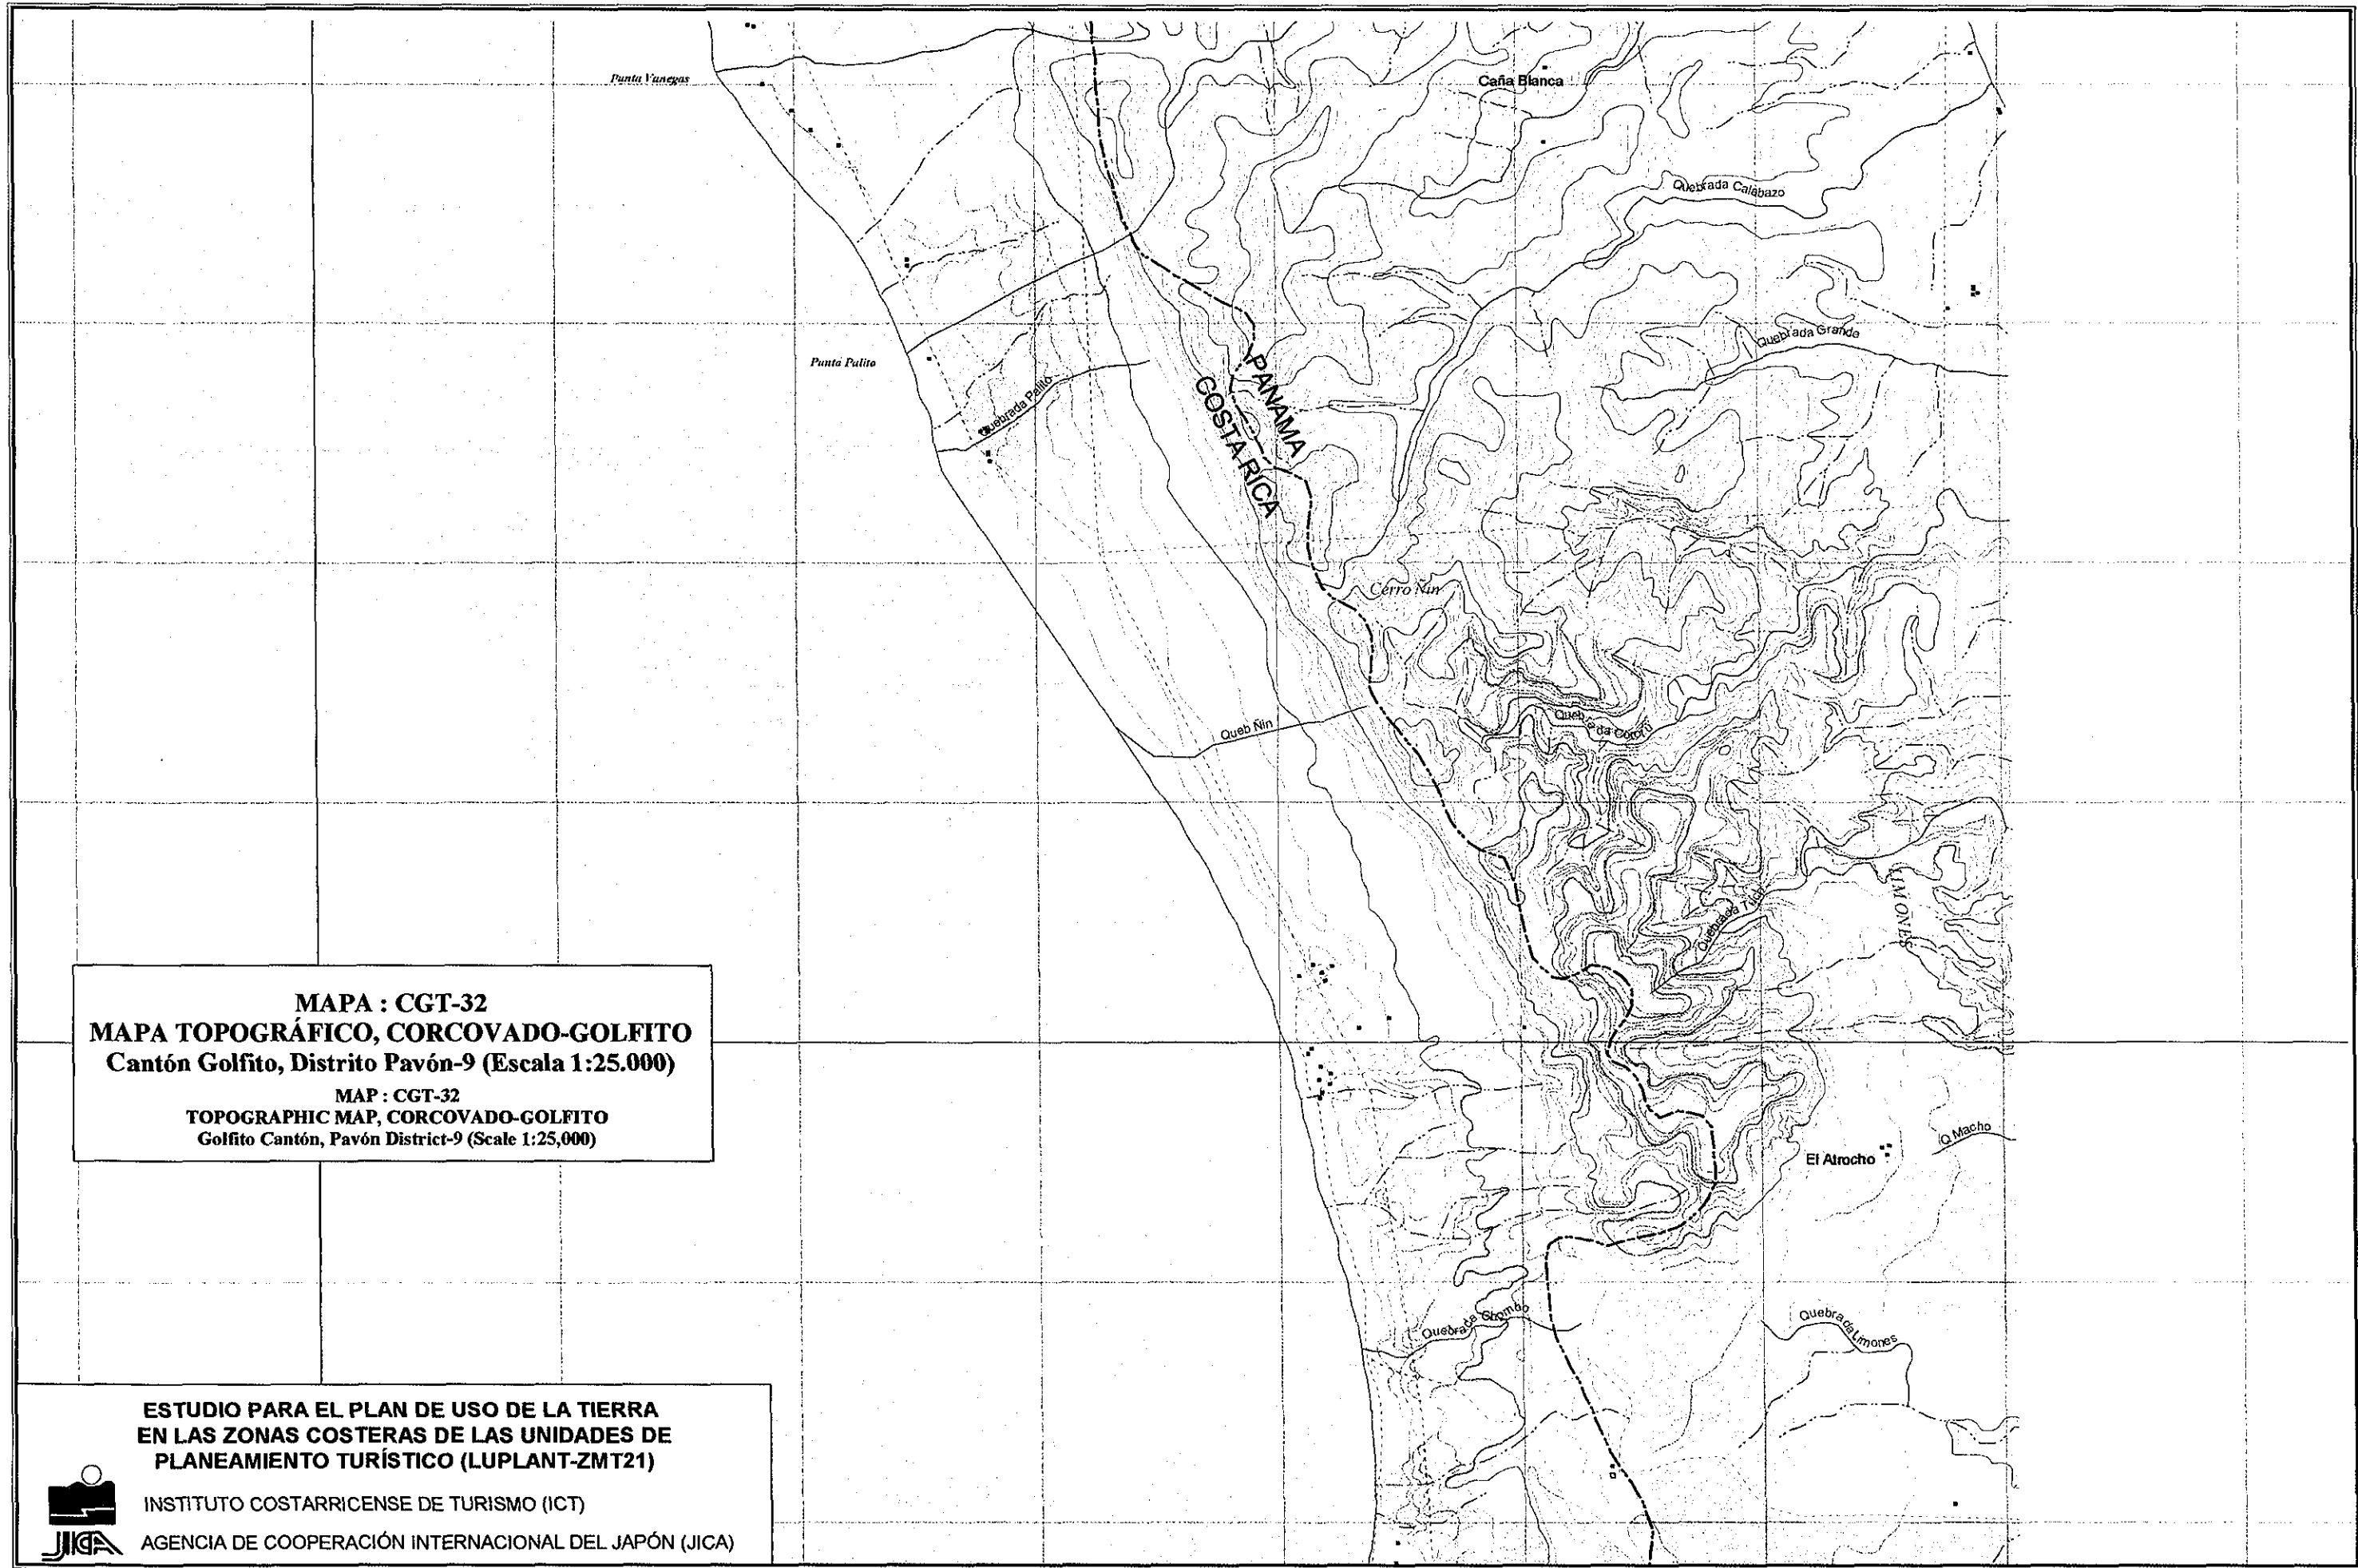 Punta Vanegas
Caña Blanca
Quebrada Calabazo
Quebrada Grande
Punta Palito
Quebrada Palito
PANAMA
COSTA RICA
Cerro Ñin
Queb Ñin
Quebrada Corotú
LIMONES
Quebrada Tigra
MAPA : CGT-32
MAPA TOPOGRÁFICO, CORCOVADO-GOLFITO
Cantón Golfito, Distrito Pavón-9 (Escala 1:25.000)
MAP : CGT-32
TOPOGRAPHIC MAP, CORCOVADO-GOLFITO
Golfito Cantón, Pavón District-9 (Scale 1:25,000)
Q Macho
El Atrocho
Quebrada Chombo
Quebrada Limones
ESTUDIO PARA EL PLAN DE USO DE LA TIERRA
EN LAS ZONAS COSTERAS DE LAS UNIDADES DE
PLANEAMIENTO TURÍSTICO (LUPLANT-ZMT21)
INSTITUTO COSTARRICENSE DE TURISMO (ICT)
JICA
AGENCIA DE COOPERACIÓN INTERNACIONAL DEL JAPÓN (JICA)